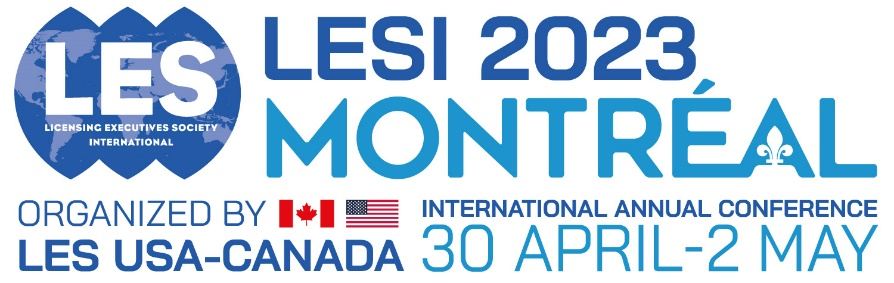 LES
LICENSING EXECUTIVES SOCIETY
INTERNATIONAL
LESI 2023
MONTRÉAL
ORGANIZED BY
LES USA-CANADA
INTERNATIONAL ANNUAL CONFERENCE
30 APRIL-2 MAY